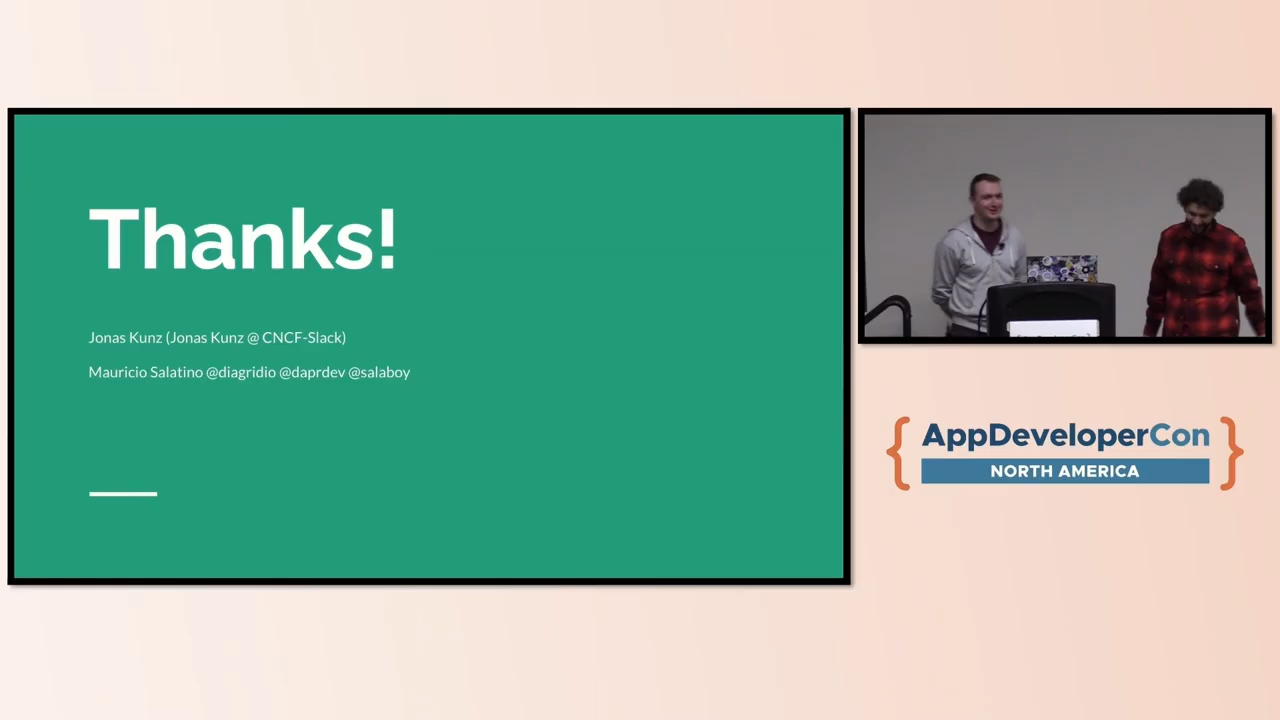 Thanks!
Jonas Kunz (Jonas Kunz @ CNCF-Slack)
Mauricio Salatino @diagridio @daprdev @salaboy
{ AppDeveloperCon }
NORTH AMERICA